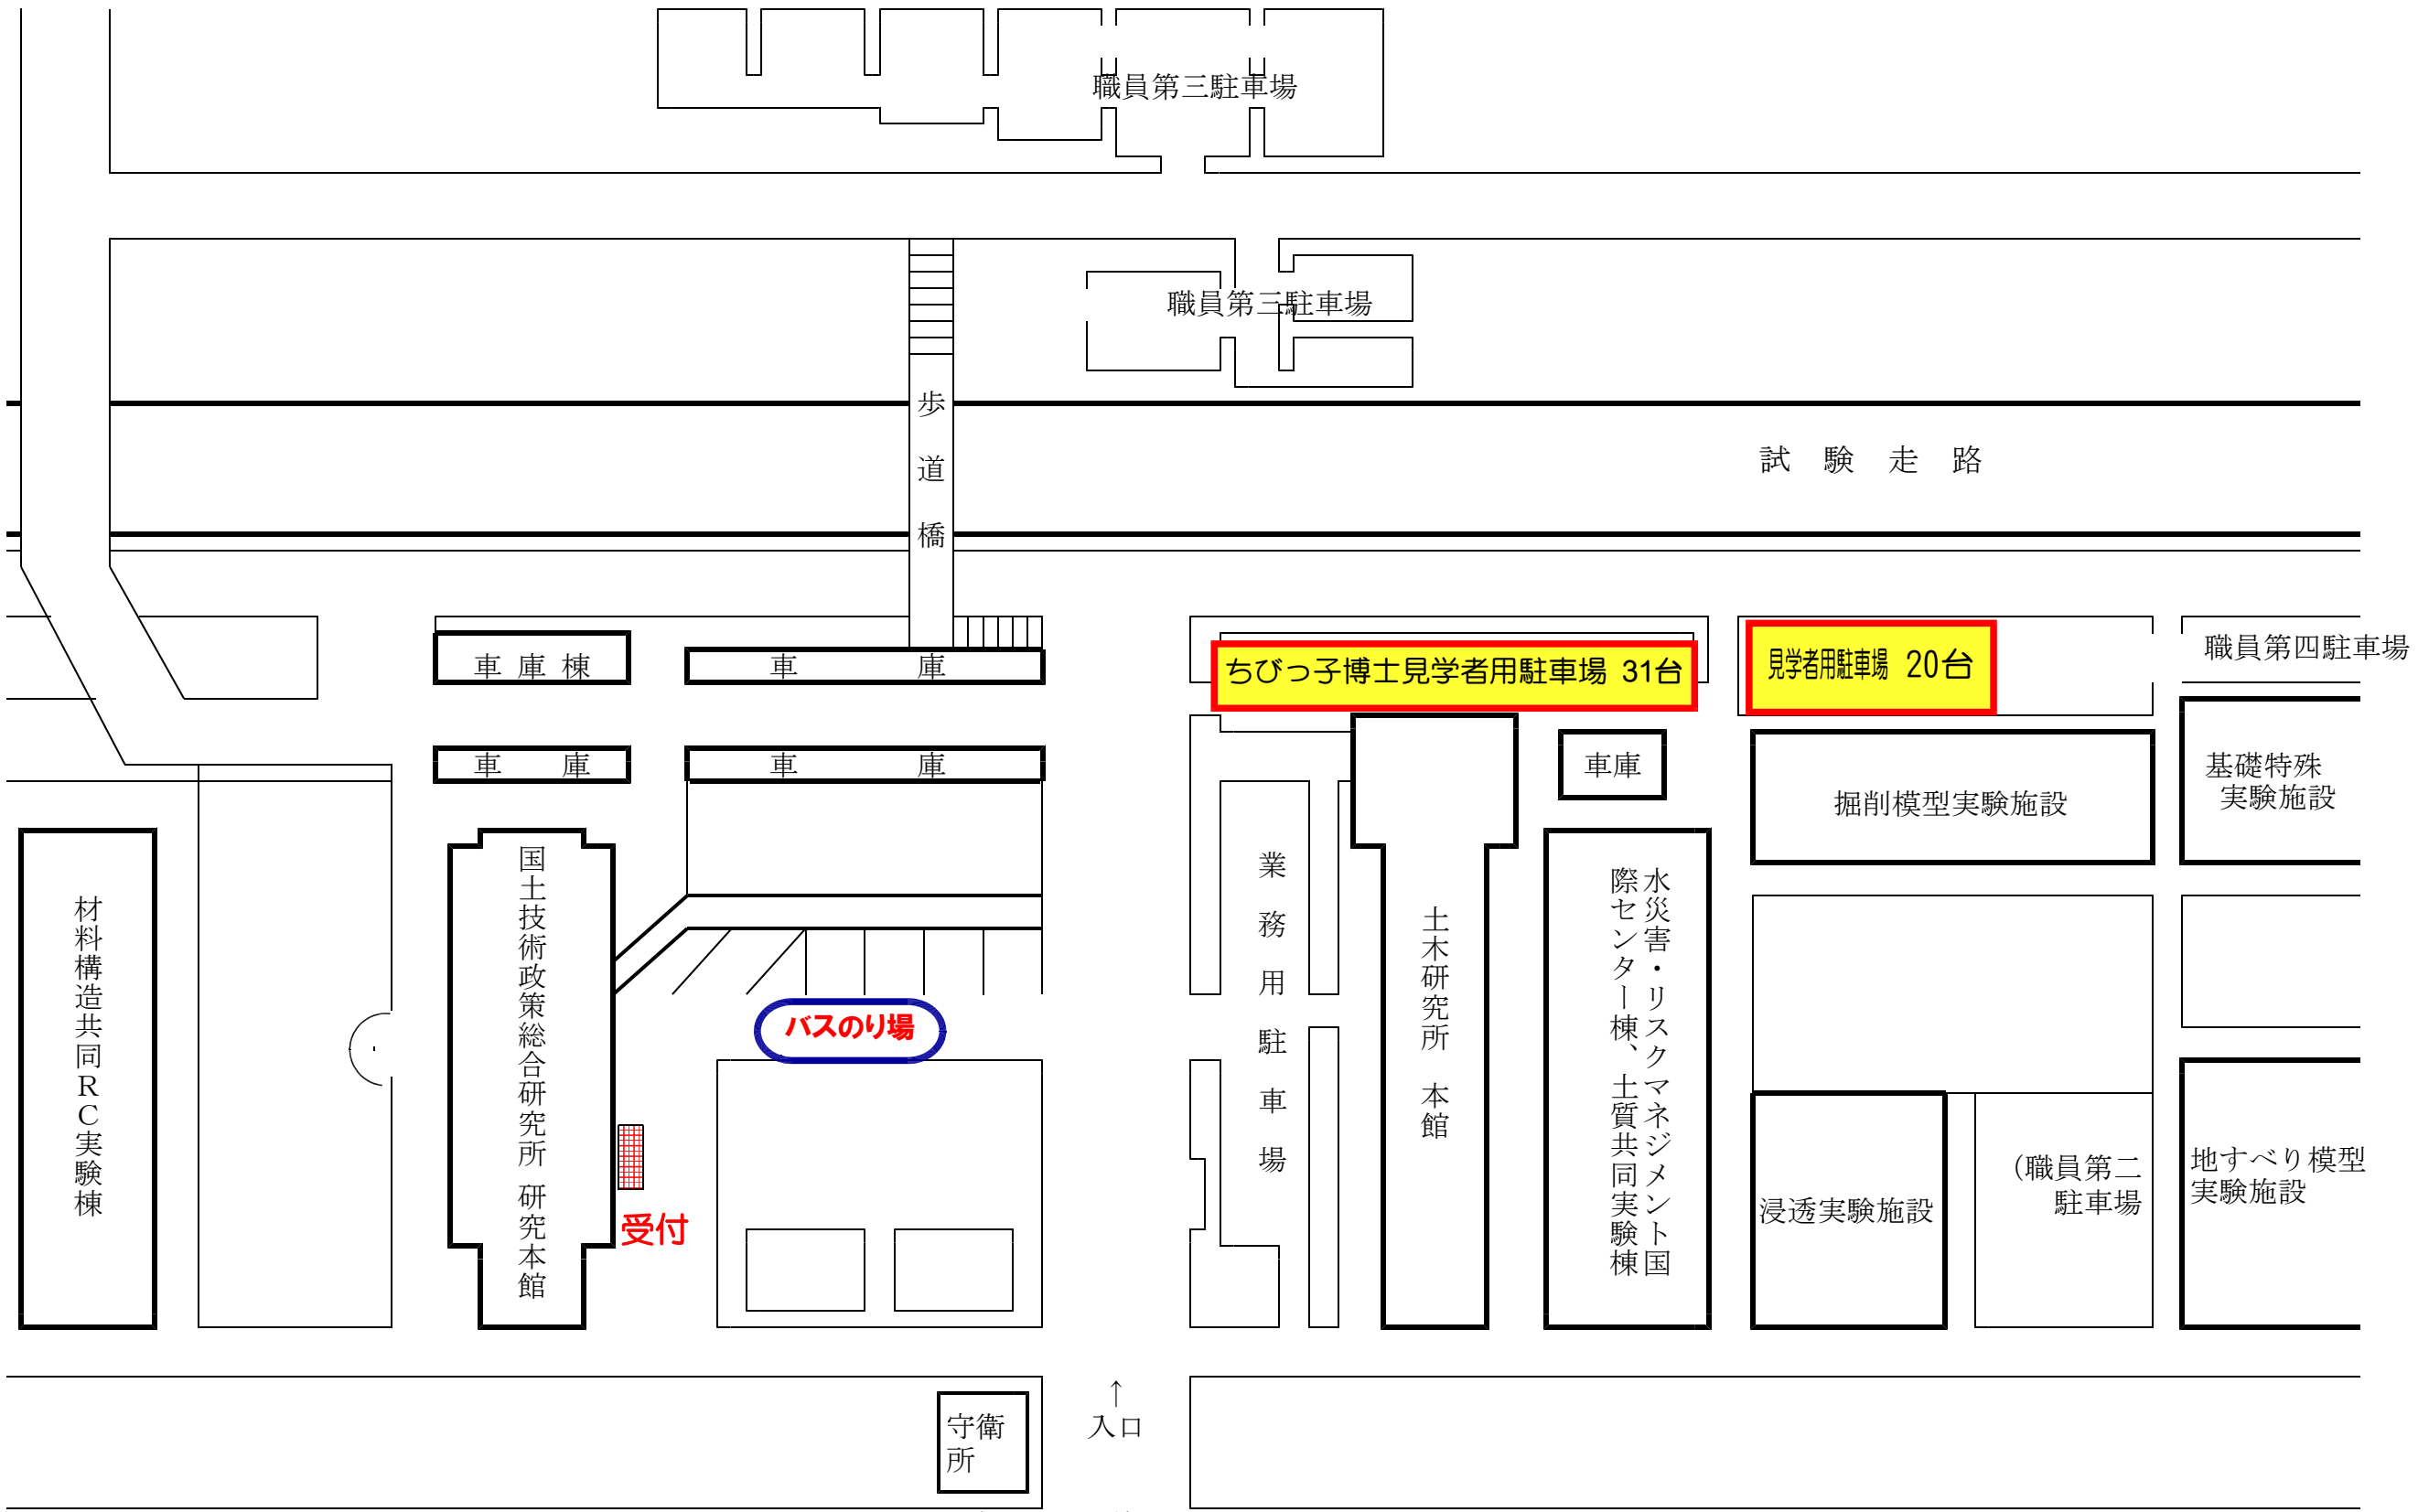 職員第三駐車場
職員第三駐車場
歩道橋
試験走路
車庫棟
車庫
ちびっ子博士見学者用駐車場 31台
見学者用駐車場 20台
職員第四駐車場
車庫
車庫
車庫
掘削模型実験施設
基礎特殊
実験施設
材料構造共同RC実験棟
国土技術政策総合研究所 研究本館
バスのり場
受付
業務用駐車場
土木研究所 本館
水災害・リスクマネジメント国
際センター棟、土質共同実験棟
浸透実験施設
(職員第二
駐車場
地すべり模型
実験施設
守衛
所
↑
入口